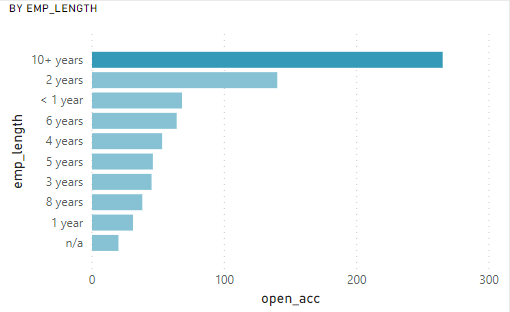 BY EMP_LENGTH
10+ years
2 years
< 1 year
6 years
4 years
5 years
3 years
8 years
1 year
n/a
emp_length
0
100
200
300
open_acc